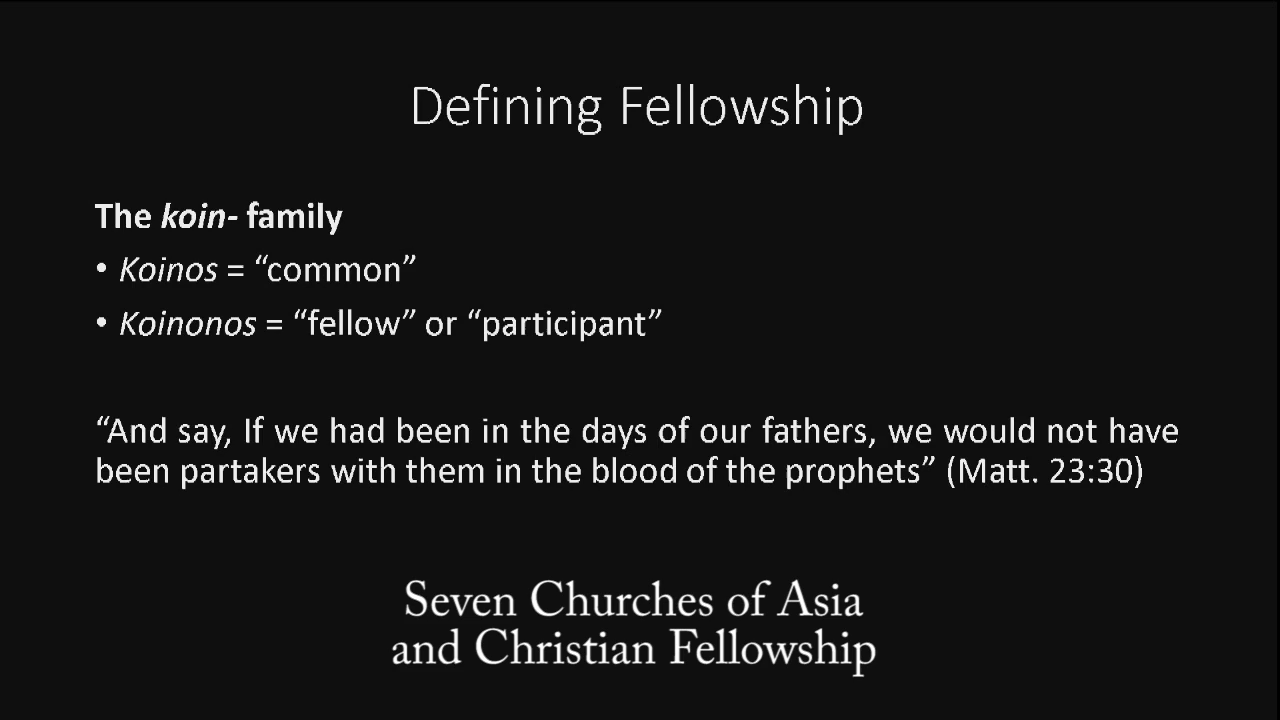 Defining Fellowship
The koin- family
• Koinos = “common”
• Koinonos = “fellow” or “participant”
“And say, If we had been in the days of our fathers, we would not have
been partakers with them in the blood of the prophets” (Matt. 23:30)
Seven Churches of Asia
and Christian Fellowship